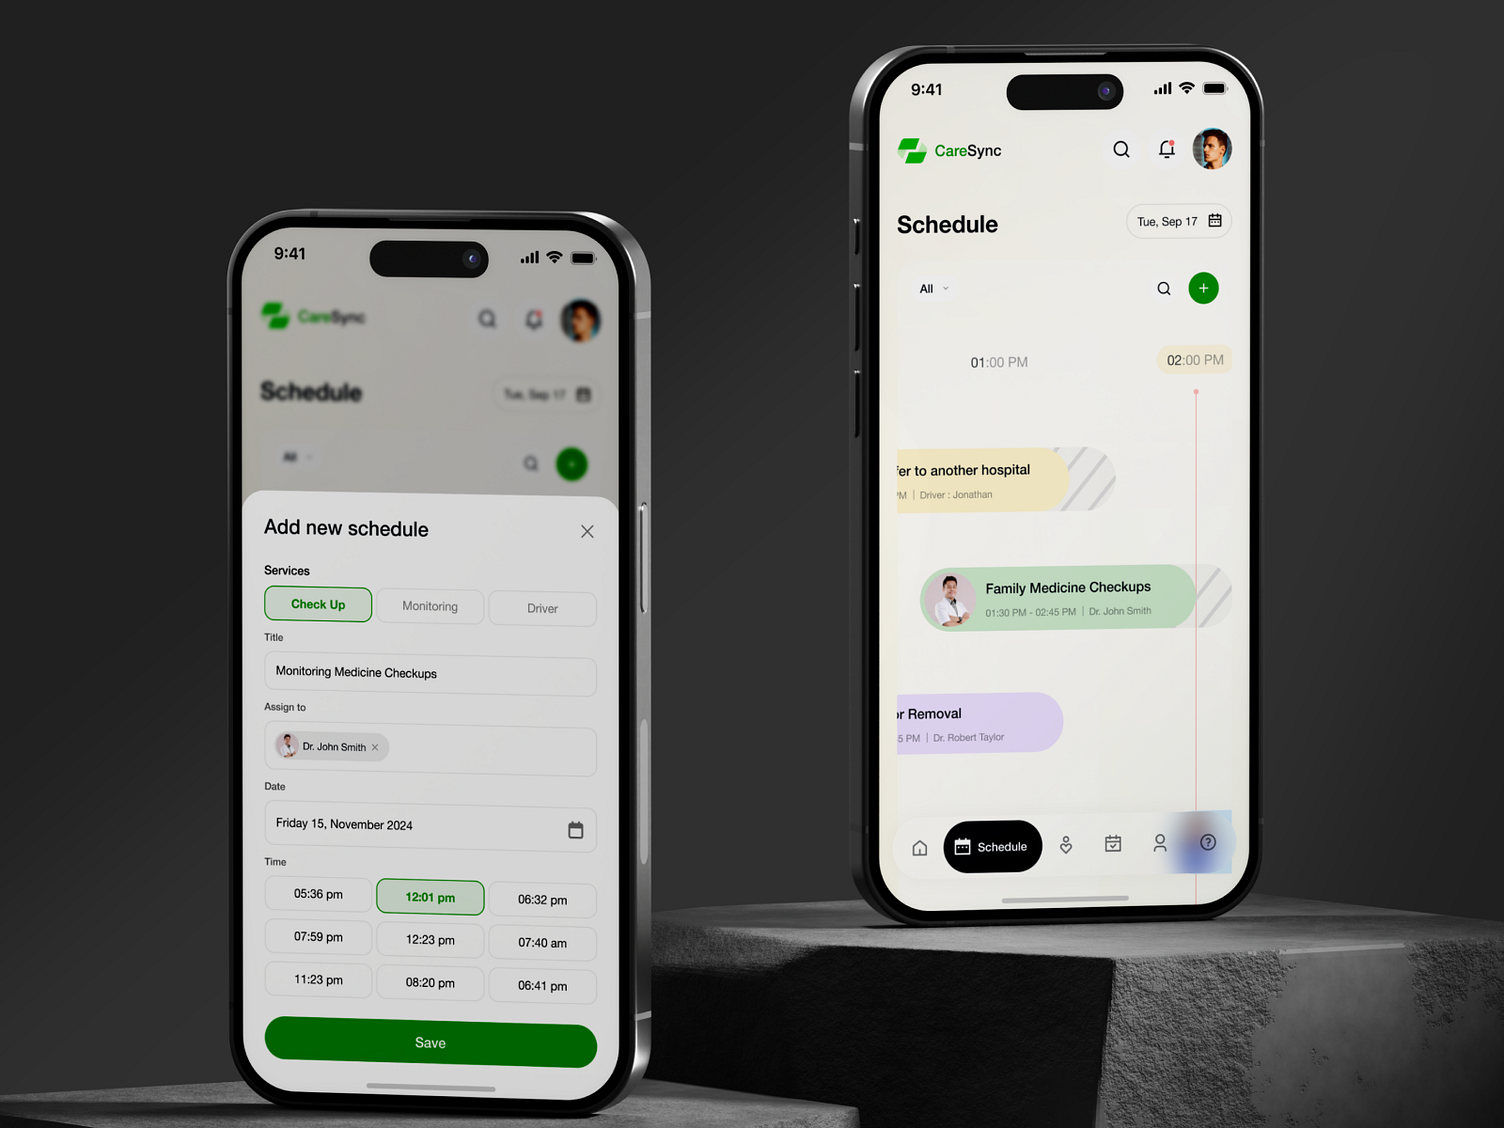 9:41
CareSync
Schedule
Tue, Sep 17
All
Add new schedule
Services
Check Up
Monitoring
Driver
Title
Monitoring Medicine Checkups
Assign to
Dr. John Smith
Date
Friday 15, November 2024
Time
05:36 pm
12:01 pm
06:32 pm
07:59 pm
12:23 pm
07:40 am
11:23 pm
08:20 pm
06:41 pm
Save
9:41
CareSync
Schedule
Tue, Sep 17
All
01:00 PM
02:00 PM
fer to another hospital
PM | Driver : Jonathan
Family Medicine Checkups
01:30 PM - 02:45 PM | Dr. John Smith
or Removal
5 PM | Dr. Robert Taylor
Schedule